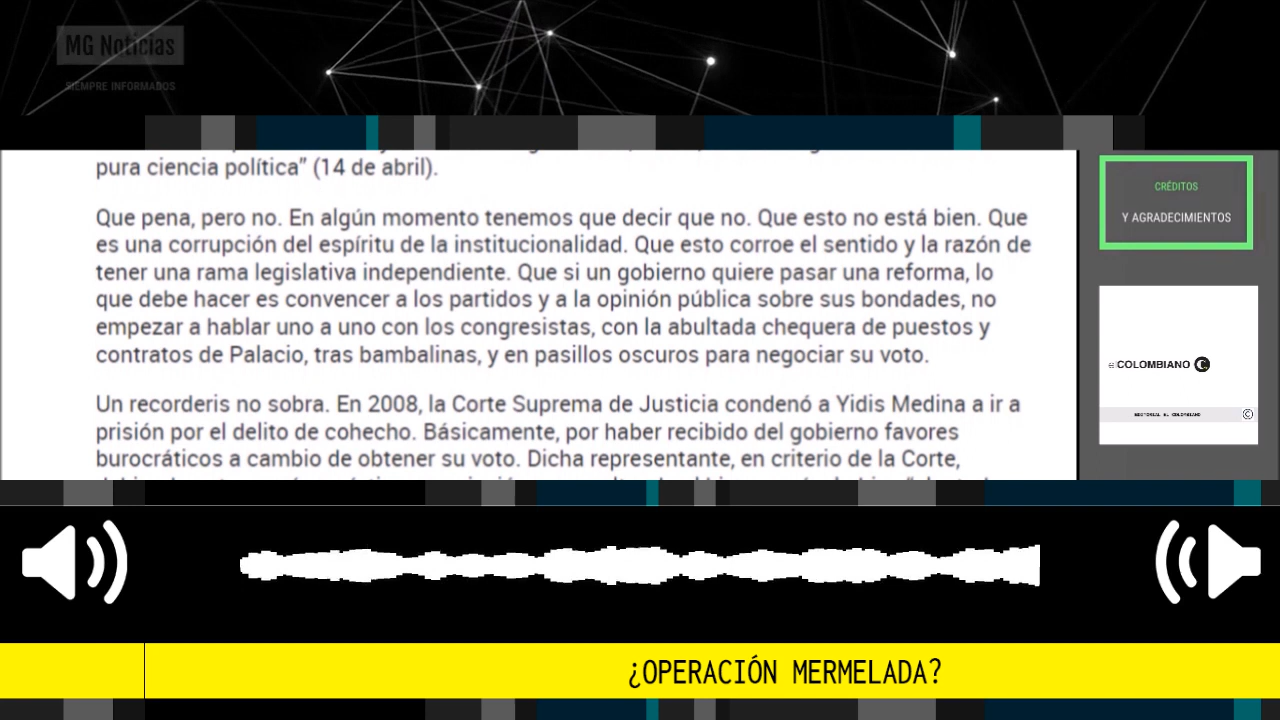 MG Noticias
SIEMPRE INFORMADOS
pura ciencia política” (14 de abril).
Que pena, pero no. En algún momento tenemos que decir que no. Que esto no está bien. Que
es una corrupción del espíritu de la institucionalidad. Que esto corroe el sentido y la razón de
tener una rama legislativa independiente. Que si un gobierno quiere pasar una reforma, lo
que debe hacer es convencer a los partidos y a la opinión pública sobre sus bondades, no
empezar a hablar uno a uno con los congresistas, con la abultada chequera de puestos y
contratos de Palacio, tras bambalinas, y en pasillos oscuros para negociar su voto.
Un recorderis no sobra. En 2008, la Corte Suprema de Justicia condenó a Yidis Medina a ir a
prisión por el delito de cohecho. Básicamente, por haber recibido del gobierno favores
burocráticos a cambio de obtener su voto. Dicha representante, en criterio de la Corte,
CRÉDITOS
Y AGRADECIMIENTOS
el COLOMBIANO C
EDITORIAL EL COLOMBIANO ©
¿OPERACIÓN MERMELADA?